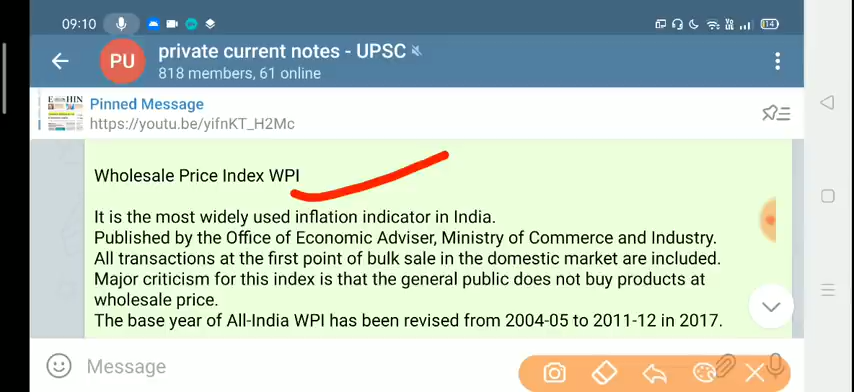 09:10
14
PU
private current notes - UPSC
818 members, 61 online
Pinned Message
https://youtu.be/yifnKT_H2Mc
Wholesale Price Index WPI
It is the most widely used inflation indicator in India.
Published by the Office of Economic Adviser, Ministry of Commerce and Industry.
All transactions at the first point of bulk sale in the domestic market are included.
Major criticism for this index is that the general public does not buy products at
wholesale price.
The base year of All-India WPI has been revised from 2004-05 to 2011-12 in 2017.
Message